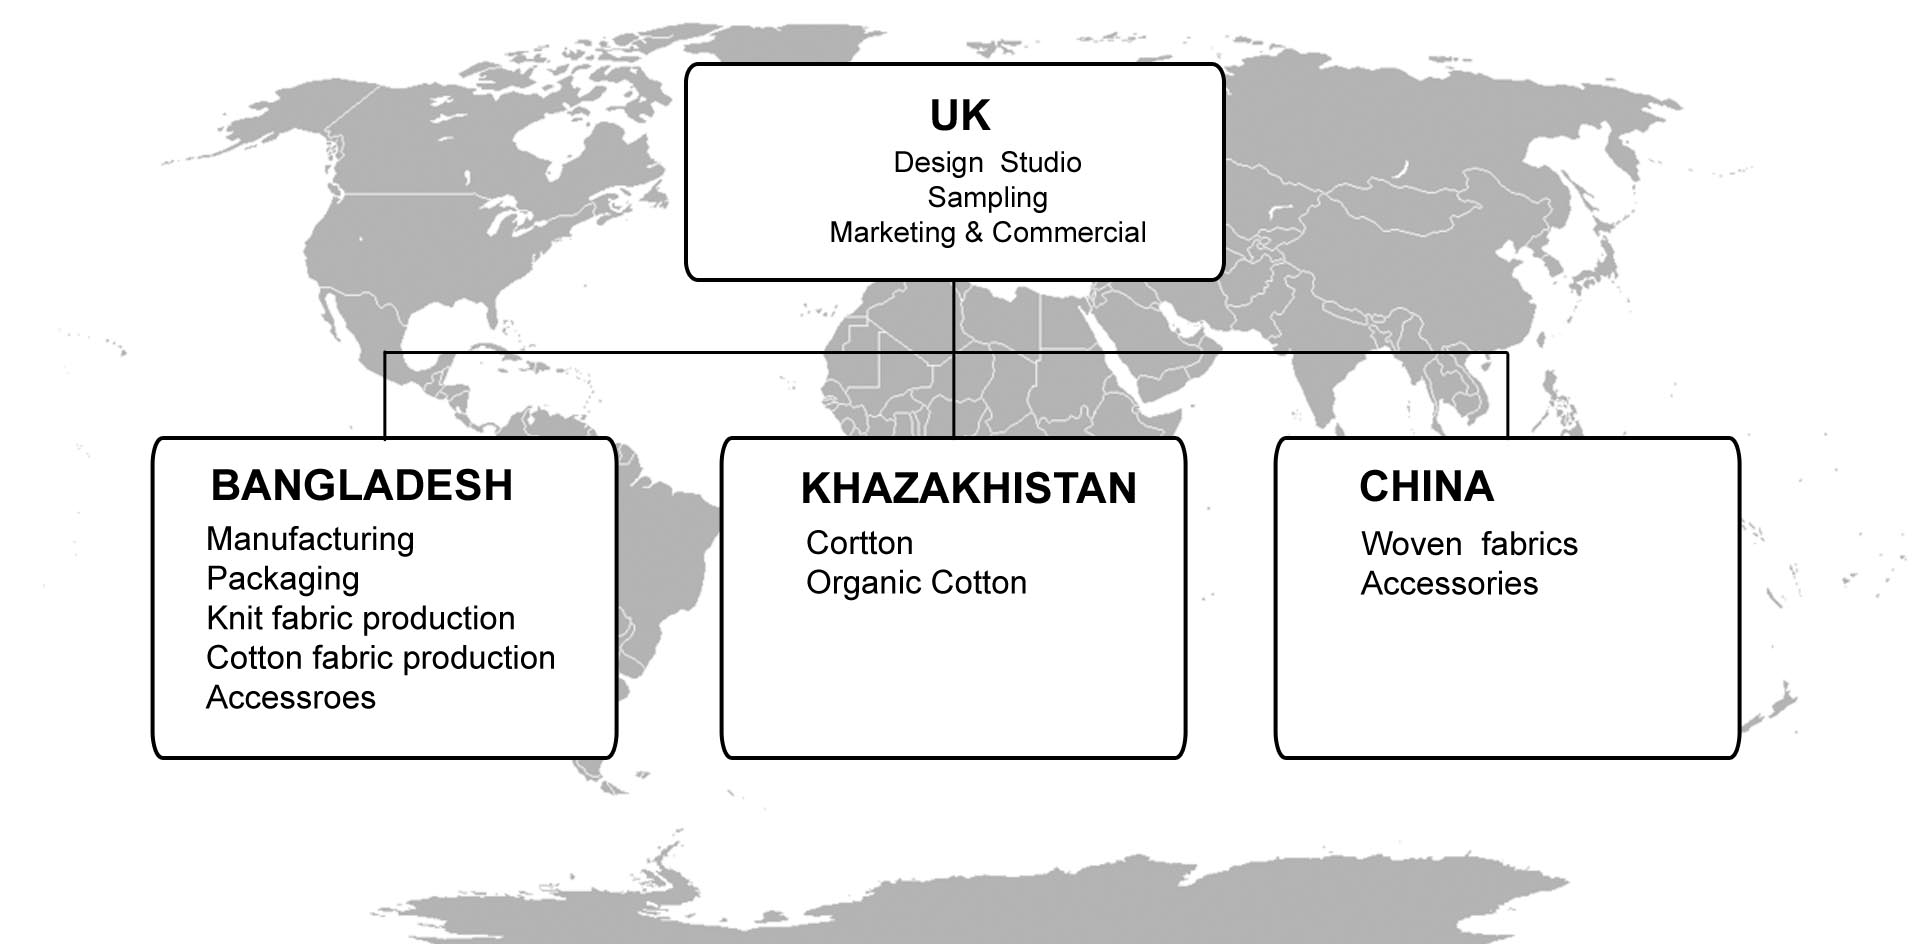 UK
Design Studio
Sampling
Marketing & Commercial
BANGLADESH
Manufacturing
Packaging
Knit fabric production
Cotton fabric production
Accessroes
KHAZAKHISTAN
Cortton
Organic Cotton
CHINA
Woven fabrics
Accessories